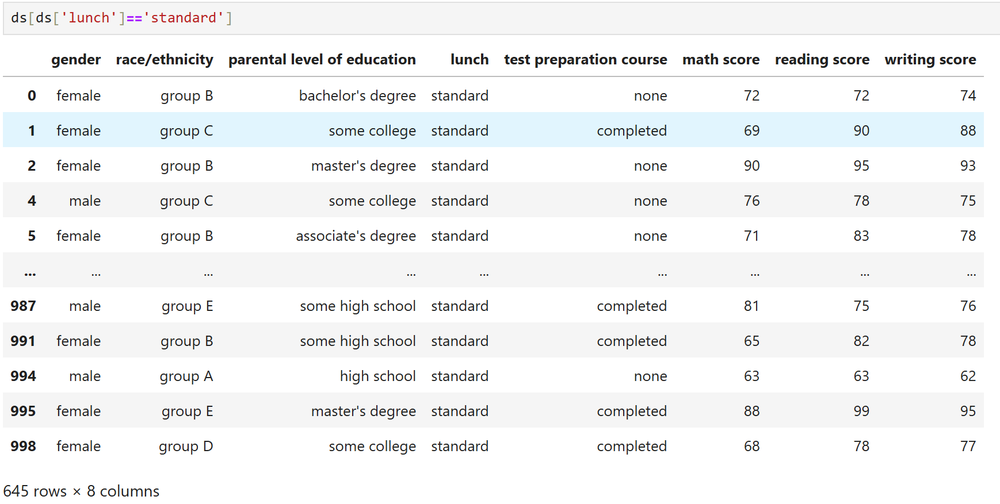 ds[ds['lunch']=='standard']
gender race/ethnicity parental level of education lunch test preparation course math score reading score writing score
0 female group B bachelor's degree standard none 72 72 74
1 female group C some college standard completed 69 90 88
2 female group B master's degree standard none 90 95 93
4 male group C some college standard none 76 78 75
5 female group B associate's degree standard none 71 83 78
... ... ... ... ... ... ... ... ...
987 male group E some high school standard completed 81 75 76
991 female group B some high school standard completed 65 82 78
994 male group A high school standard none 63 63 62
995 female group E master's degree standard completed 88 99 95
998 female group D some college standard completed 68 78 77
645 rows × 8 columns